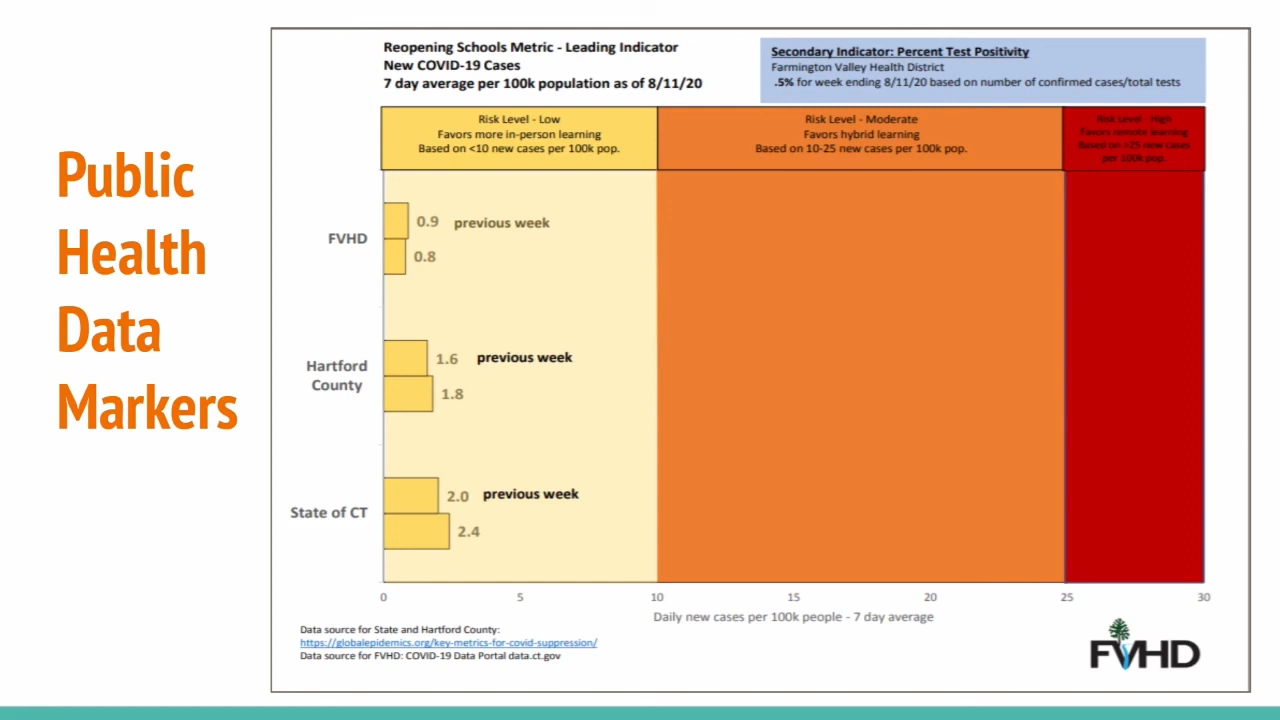 Public
Health
Data
Markers
Reopening Schools Metric - Leading Indicator
New COVID-19 Cases
7 day average per 100k population as of 8/11/20
Secondary Indicator: Percent Test Positivity
Farmington Valley Health District
.5% for week ending 8/11/20 based on number of confirmed cases/total tests
Risk Level - Low
Favors more in-person learning
Based on <10 new cases per 100k pop.
Risk Level - Moderate
Favors hybrid learning
Based on 10-25 new cases per 100k pop.
Risk Level - High
Favors remote learning
Based on >25 new cases
per 100k pop.
FVHD
0.9 previous week
0.8
Hartford
County
1.6 previous week
1.8
State of CT
2.0 previous week
2.4
0 5 10 15 20 25 30
Daily new cases per 100k people - 7 day average
Data source for State and Hartford County:
https://globalepidemics.org/key-metrics-for-covid-suppression/
Data source for FVHD: COVID-19 Data Portal data.ct.gov
FVHD